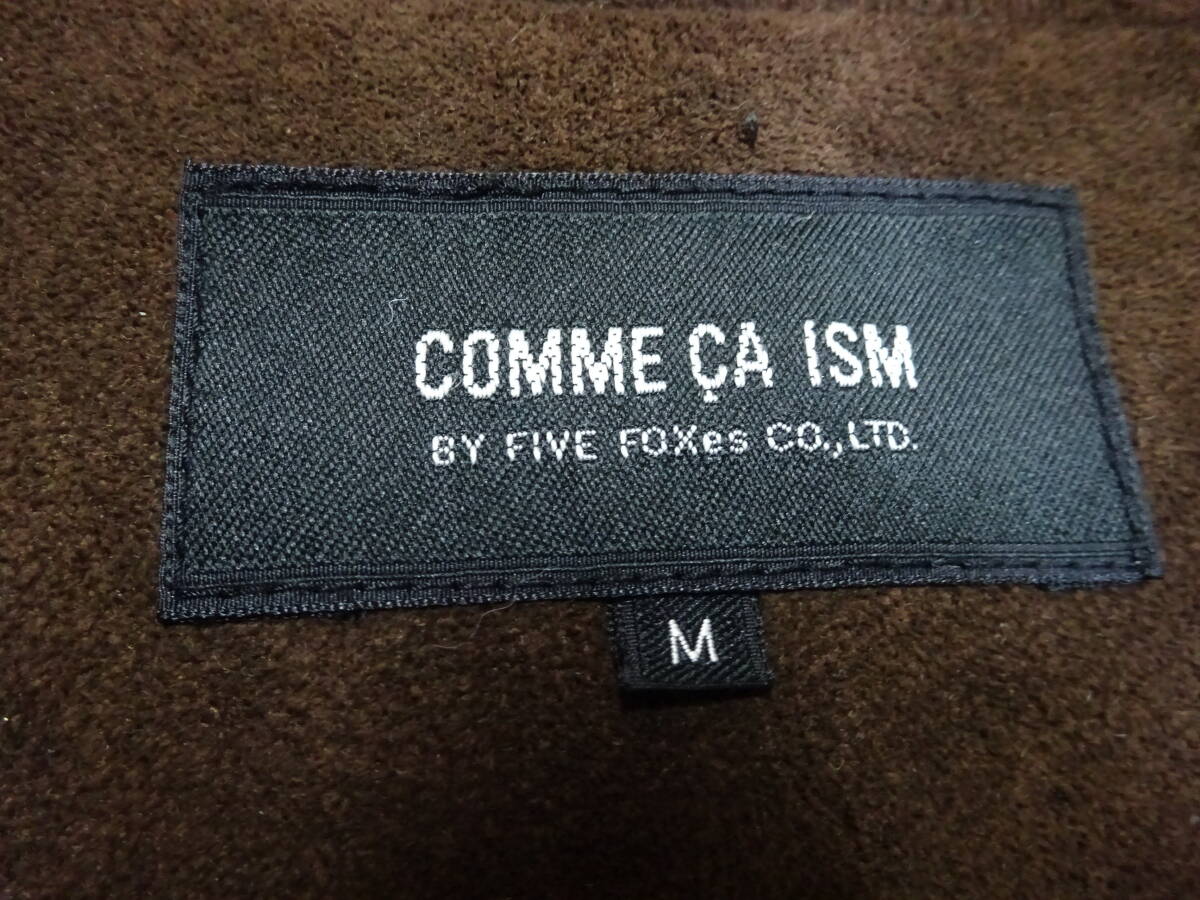 COMME ÇA ISM
BY FIVE FOXes CO.,LTD.
M